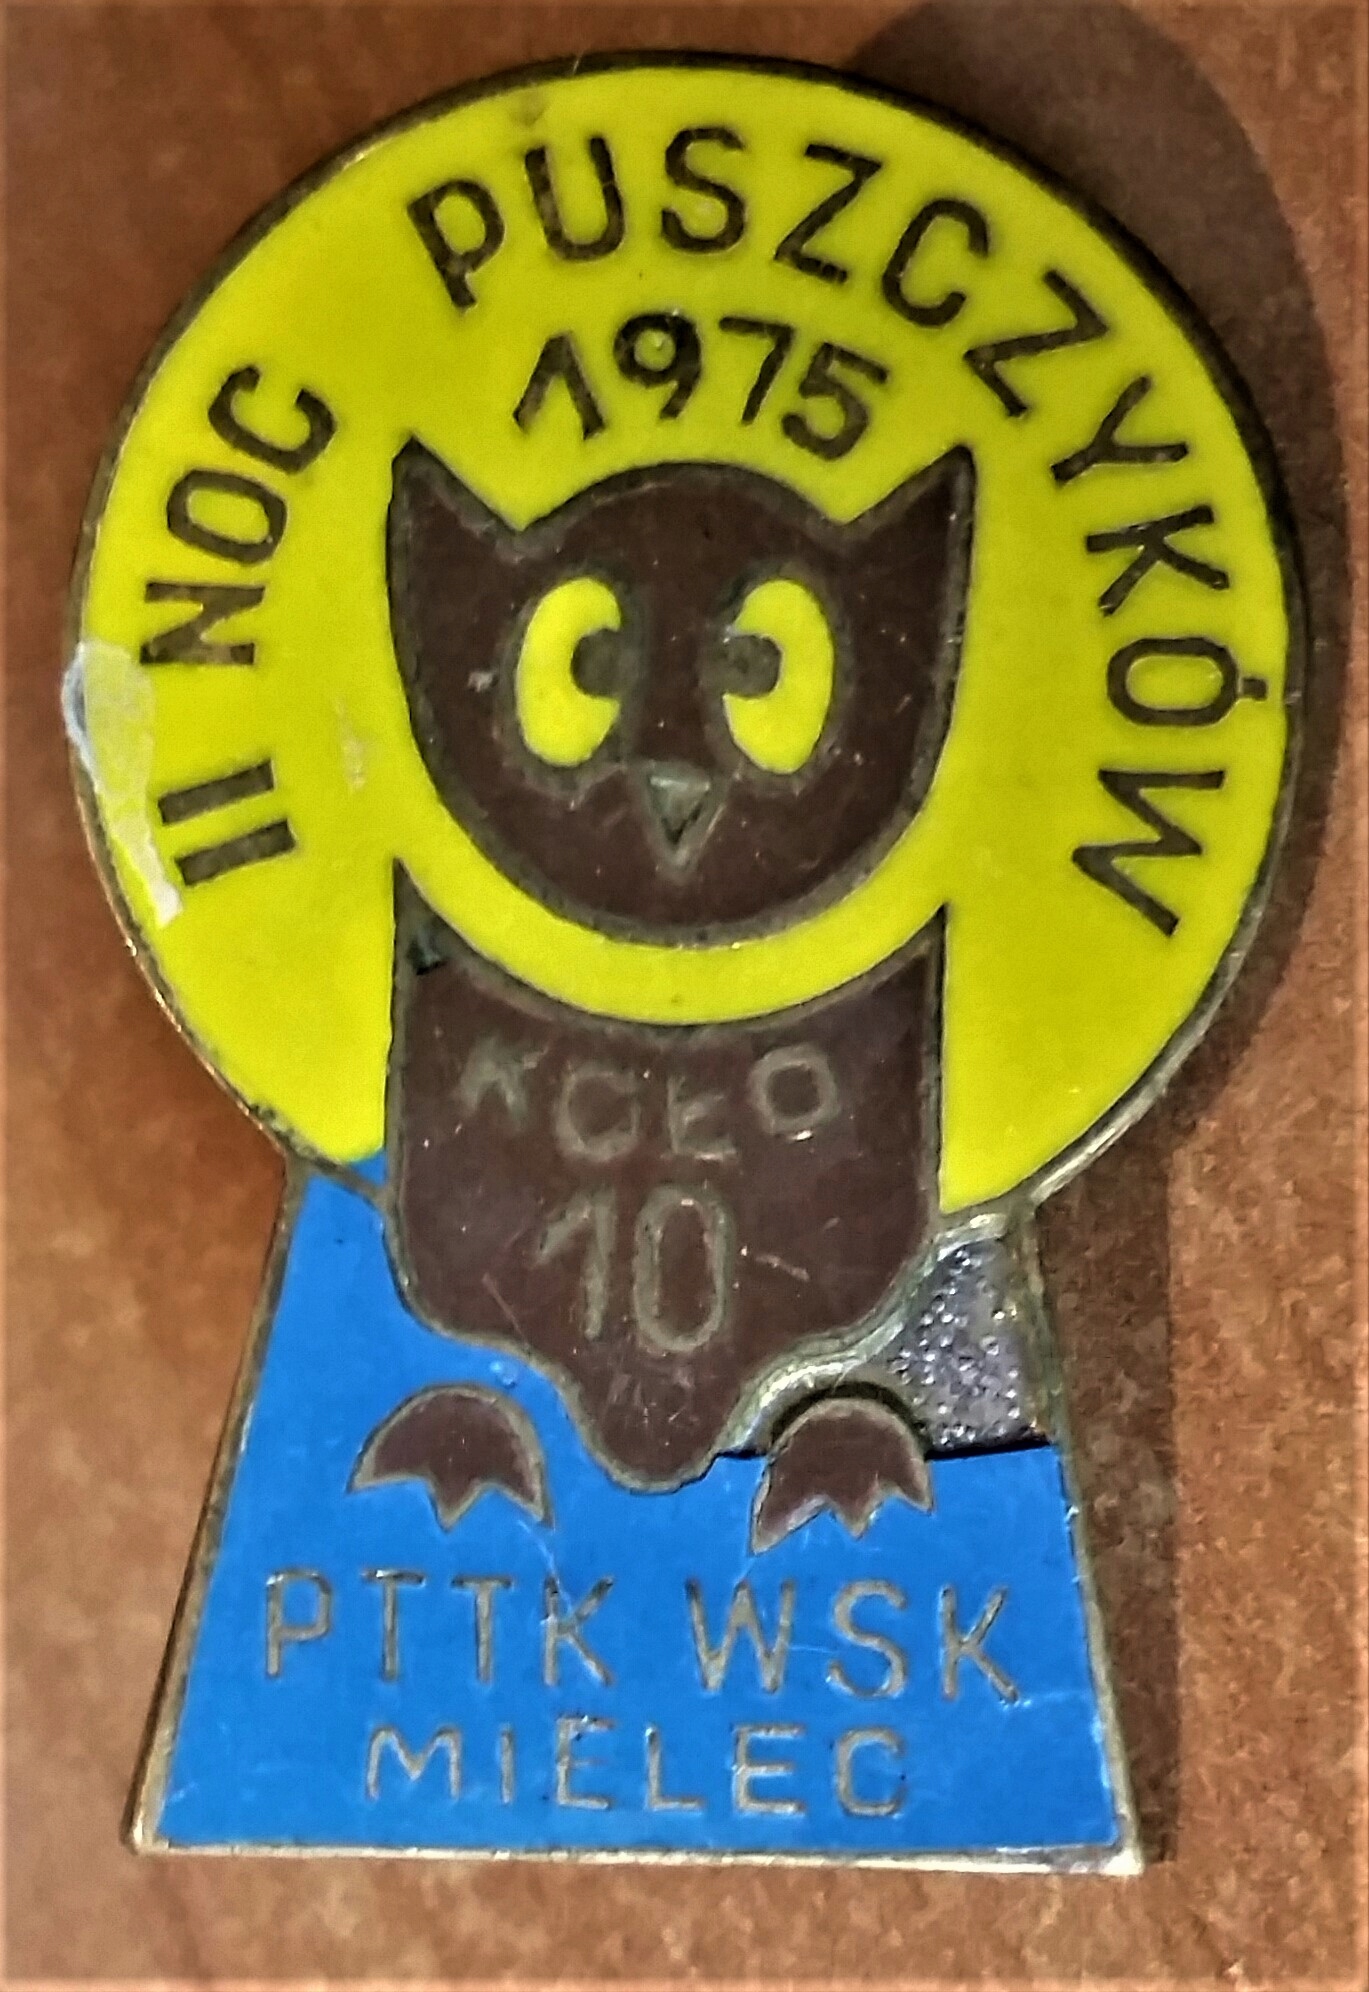 II NOC PUSZCZYKÓW
1975
KOŁO
10
PTTK WSK
MIELEC